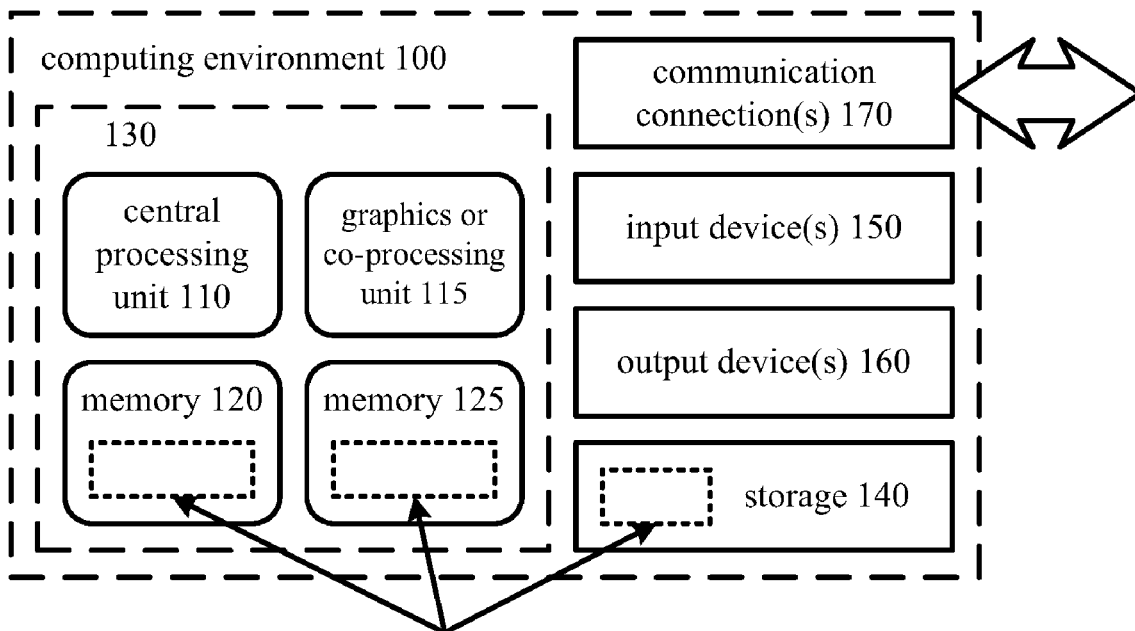 computing environment 100
130
central
processing
unit 110
graphics or
co-processing
unit 115
memory 120
memory 125
communication
connection(s) 170
input device(s) 150
output device(s) 160
storage 140